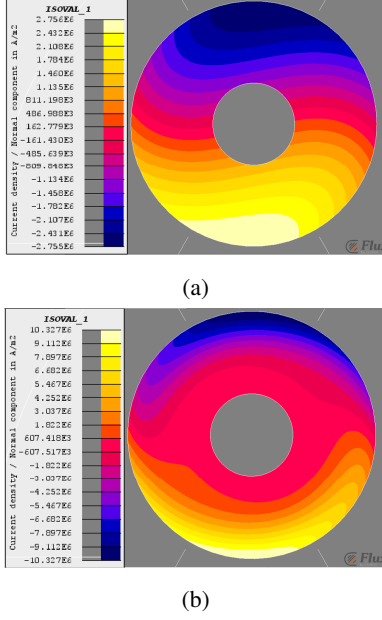 ISOVAL_1
Current density / Normal component in A/m2
2.756E6
2.432E6
2.108E6
1.784E6
1.460E6
1.135E6
811.198E3
486.988E3
162.779E3
-161.430E3
-485.639E3
-809.848E3
-1.134E6
-1.458E6
-1.782E6
-2.107E6
-2.431E6
-2.755E6
Flux
(a)
ISOVAL_1
Current density / Normal component in A/m2
10.327E6
9.112E6
7.897E6
6.682E6
5.467E6
4.252E6
3.037E6
1.822E6
607.418E3
-607.517E3
-1.822E6
-3.037E6
-4.252E6
-5.467E6
-6.682E6
-7.897E6
-9.112E6
-10.327E6
Flux
(b)